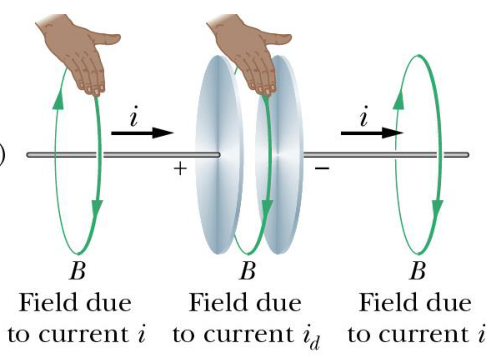 i
i
)
+
−
B
B
B
Field due
to current i
Field due
to current i_d
Field due
to current i